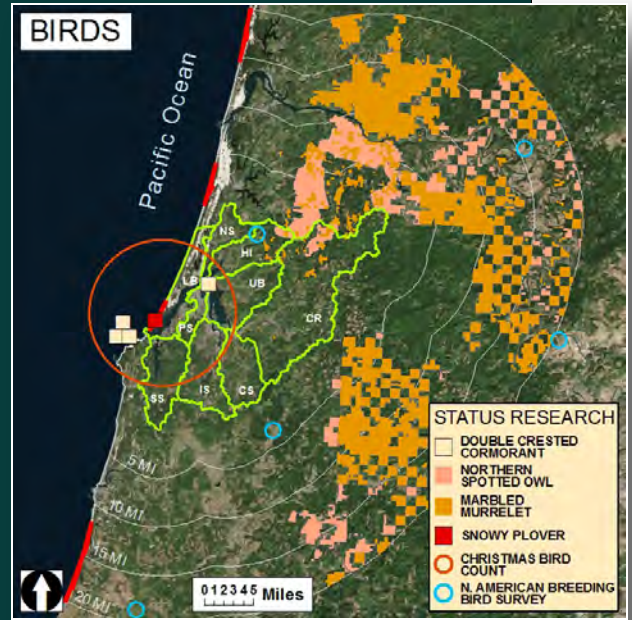 BIRDS
Pacific Ocean
NS
HI
LB
UB
PS
CR
SS
IS
CS
5 MI
10 MI
15 MI
20 MI
0 1 2 3 4 5 Miles
STATUS RESEARCH
DOUBLE CRESTED
CORMORANT
NORTHERN
SPOTTED OWL
MARBLED
MURRELET
SNOWY PLOVER
CHRISTMAS BIRD
COUNT
N. AMERICAN BREEDING
BIRD SURVEY